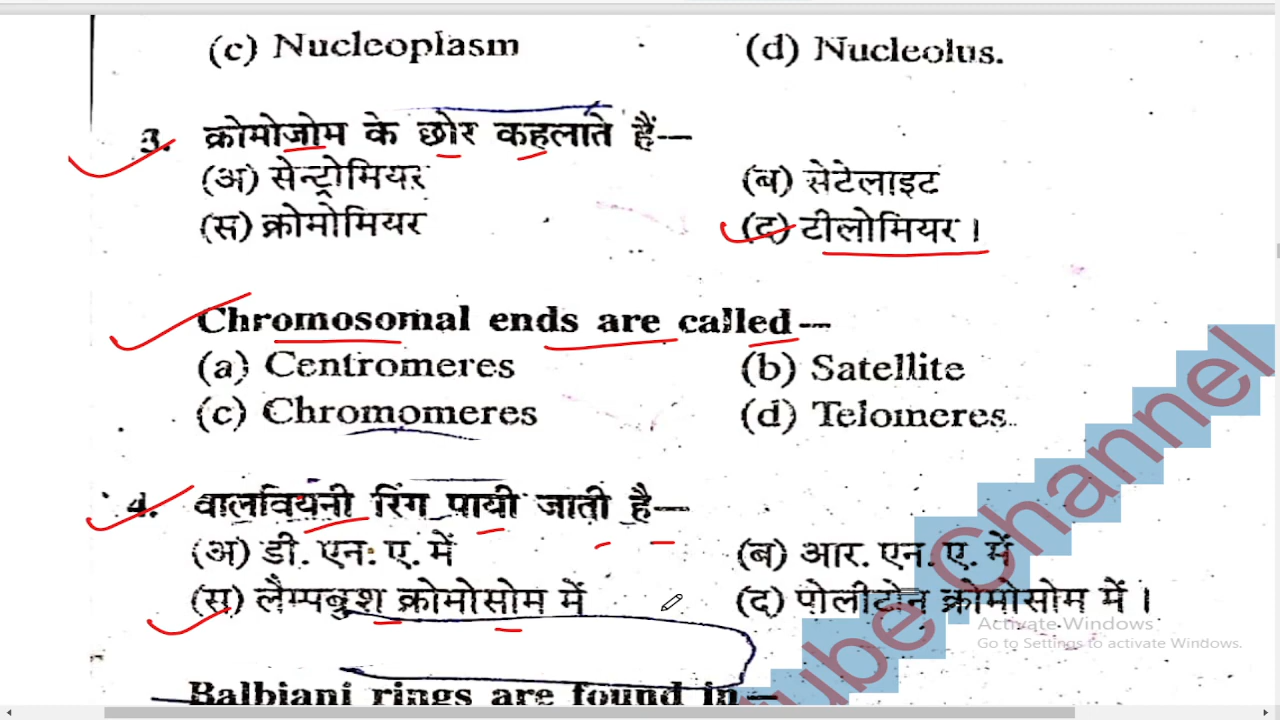 (c) Nucleoplasm (d) Nucleolus.
3. क्रोमोजोम के छोर कहलाते हैं—
(अ) सेन्ट्रोमियर (ब) सेटेलाइट
(स) क्रोमोमियर (द) टीलोमियर ।
Chromosomal ends are called—
(a) Centromeres (b) Satellite
(c) Chromomeres (d) Telomeres.
4. वालवियनी रिंग पायी जाती है—
(अ) डी. एन. ए. में (ब) आर. एन. ए. में
(स) लैम्पब्रुश क्रोमोसोम में (द) पोलीटोन क्रोमोसोम में ।
Activate Windows
Go to Settings to activate Windows.
Balbiani rings are found in—
ube Channel